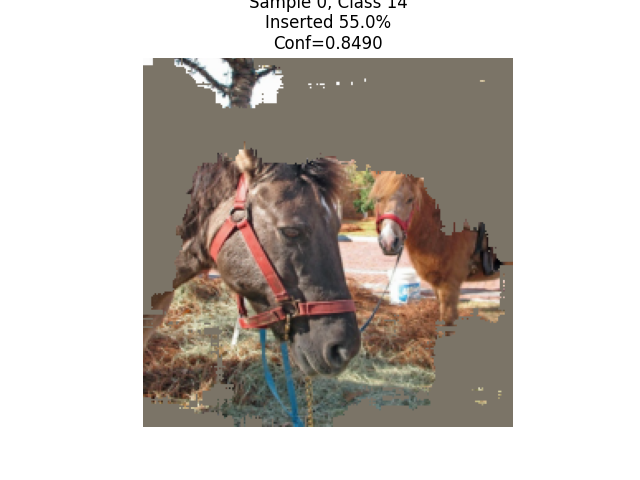 Sample 0, Class 14
Inserted 55.0%
Conf=0.8490